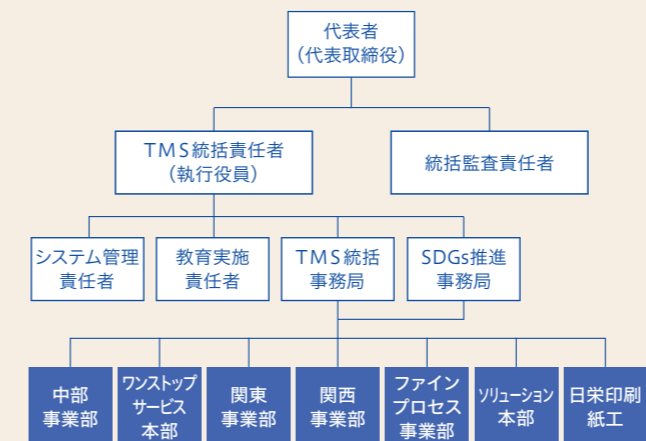 代表者
（代表取締役）
TMS統括責任者
（執行役員）
統括監査責任者
システム管理
責任者
教育実施
責任者
TMS統括
事務局
SDGs推進
事務局
中部
事業部
ワンストップ
サービス
本部
関東
事業部
関西
事業部
ファイン
プロセス
事業部
ソリューション
本部
日栄印刷
紙工